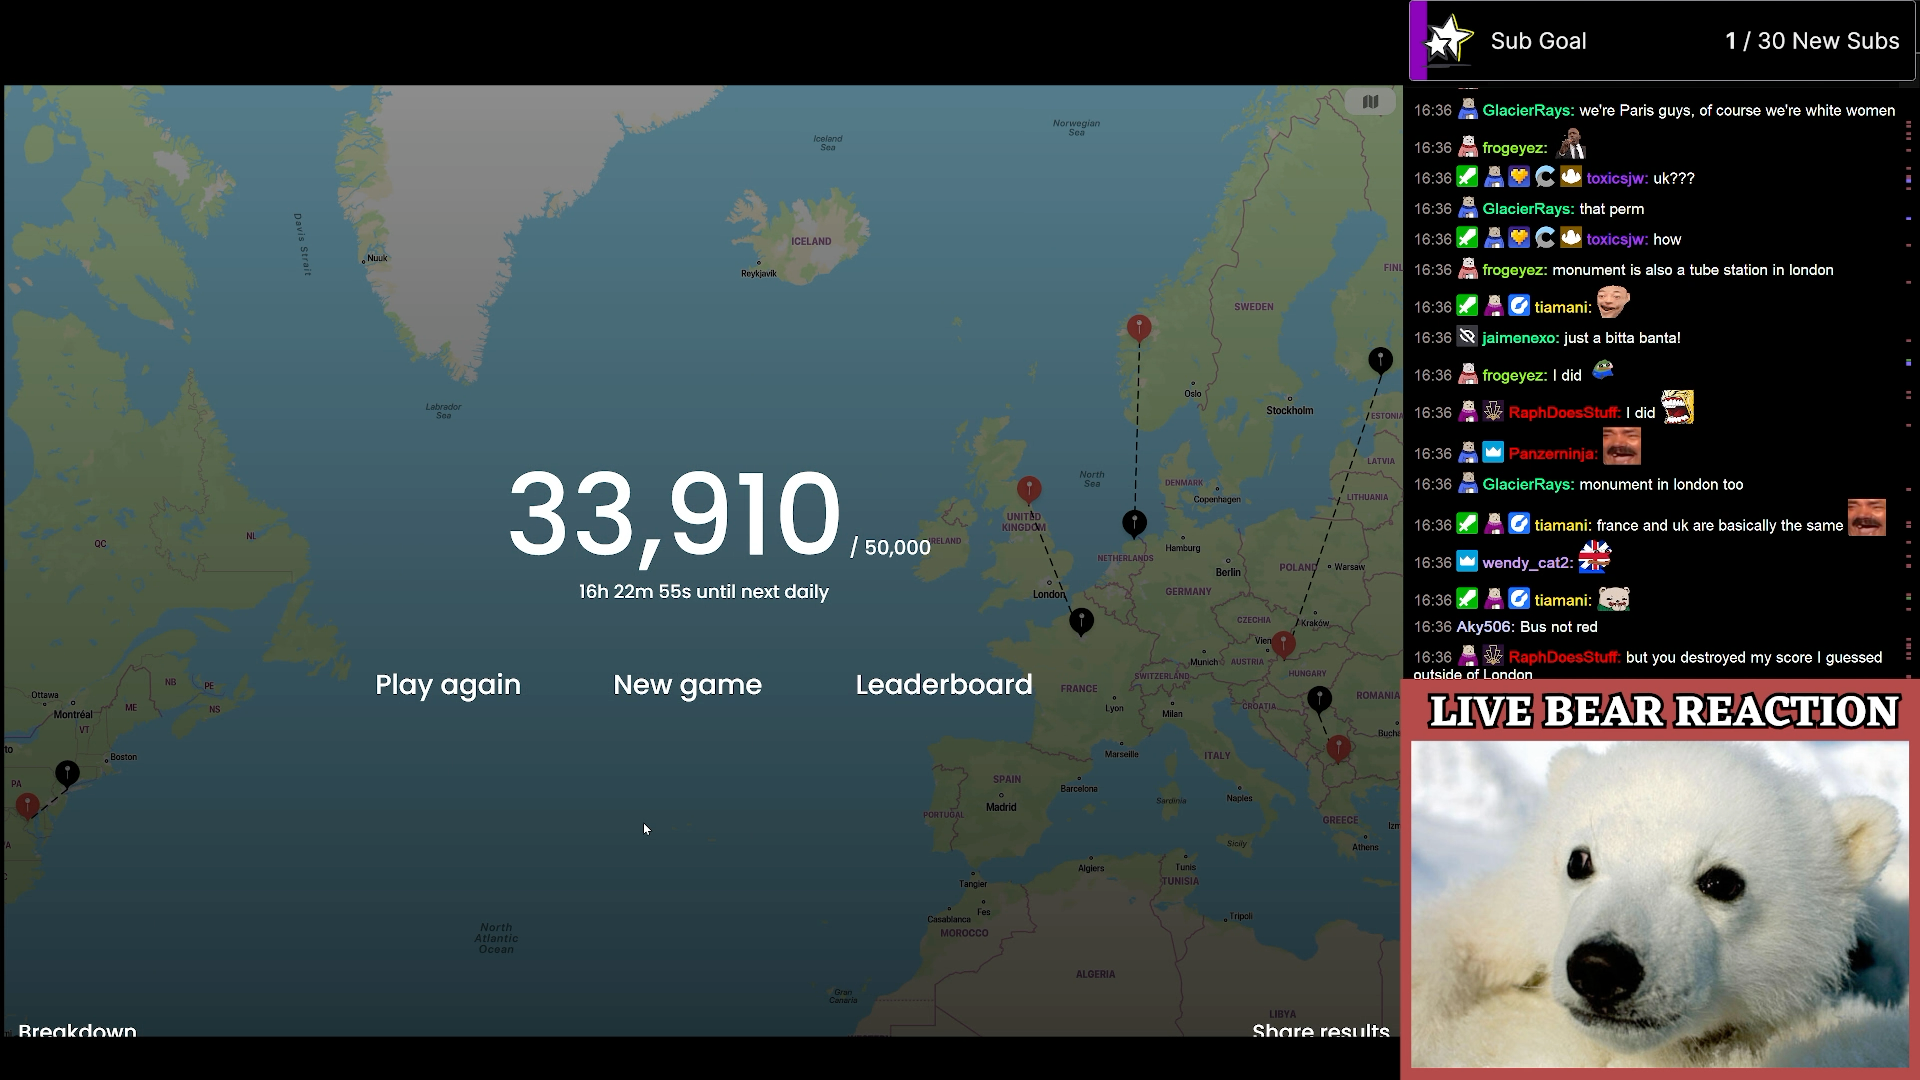 Sub Goal
1 / 30 New Subs
16:36 GlacierRays: we're Paris guys, of course we're white women
16:36 frogeyez:
16:36 toxicsjw: uk???
16:36 GlacierRays: that perm
16:36 toxicsjw: how
16:36 frogeyez: monument is also a tube station in london
16:36 tiamani:
16:36 jaimenexo: just a bitta banta!
16:36 frogeyez: I did
16:36 RaphDoesStuff: I did
16:36 Panzerninja:
16:36 GlacierRays: monument in london too
16:36 tiamani: france and uk are basically the same
16:36 wendy_cat2:
16:36 tiamani:
16:36 Aky506: Bus not red
16:36 RaphDoesStuff: but you destroyed my score I guessed
outside of London
LIVE BEAR REACTION
Norwegian
Sea
Iceland
Sea
Davis Strait
ICELAND
Reykjavík
Nuuk
FINL
SWEDEN
Oslo
Stockholm
ESTONIA
Labrador
Sea
LATVIA
North
Sea
DENMARK
Copenhagen
LITHUANIA
UNITED
KINGDOM
IRELAND
QC
NL
NETHERLANDS
Hamburg
Berlin
POLAND
Warsaw
London
GERMANY
CZECHIA
Kraków
Vien
Munich
AUSTRIA
HUNGARY
SWITZERLAND
FRANCE
ROMANIA
CROATIA
Lyon
Milan
Buch
Marseille
ITALY
SPAIN
Madrid
Barcelona
Sardinia
Naples
PORTUGAL
GREECE
Izm
Athens
Sicily
Algiers
Tunis
TUNISIA
Tangier
Fes
Casablanca
MOROCCO
Tripoli
ALGERIA
LIBYA
Gran
Canaria
North
Atlantic
Ocean
NB
PE
NS
ME
VT
Ottawa
Montréal
to
Boston
PA
33,910 / 50,000
16h 22m 55s until next daily
Play again
New game
Leaderboard
Breakdown
Share results